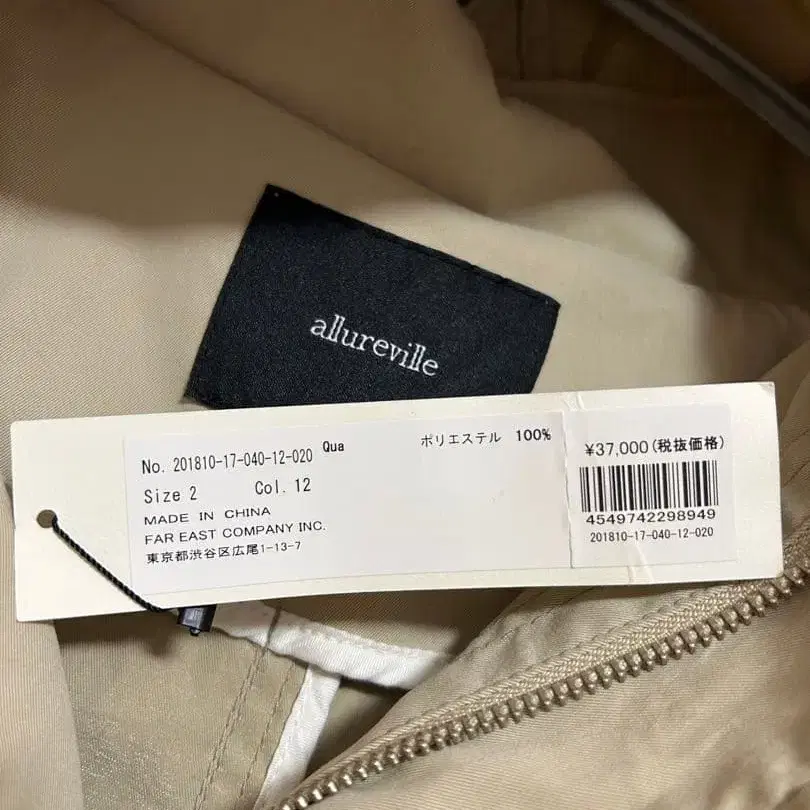 allureville
No. 201810-17-040-12-020
Qua
ポリエステル 100%
Size 2 Col. 12
MADE IN CHINA
FAR EAST COMPANY INC.
東京都渋谷区広尾1-13-7
¥37,000(税抜価格)
4549742298949
201810-17-040-12-020